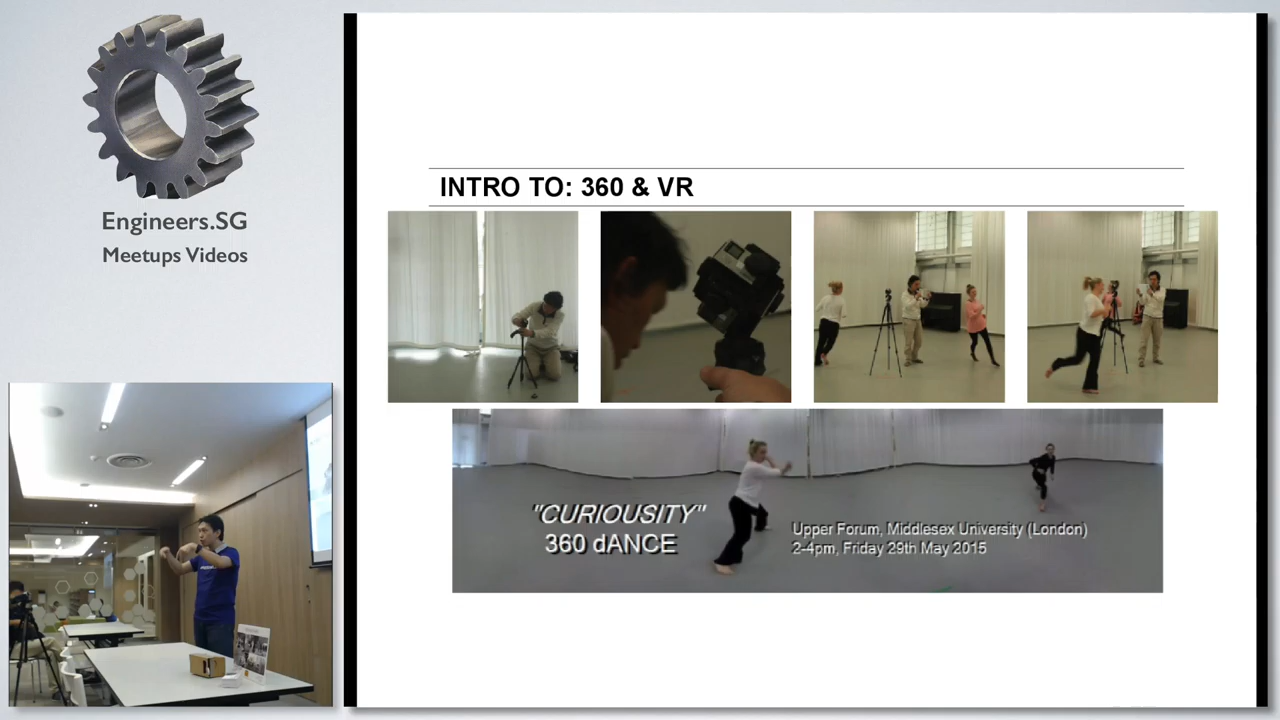 Engineers.SG
Meetups Videos
INTRO TO: 360 & VR
"CURIOUSITY"
360 dANCE
Upper Forum, Middlesex University (London)
2-4pm, Friday 29th May 2015